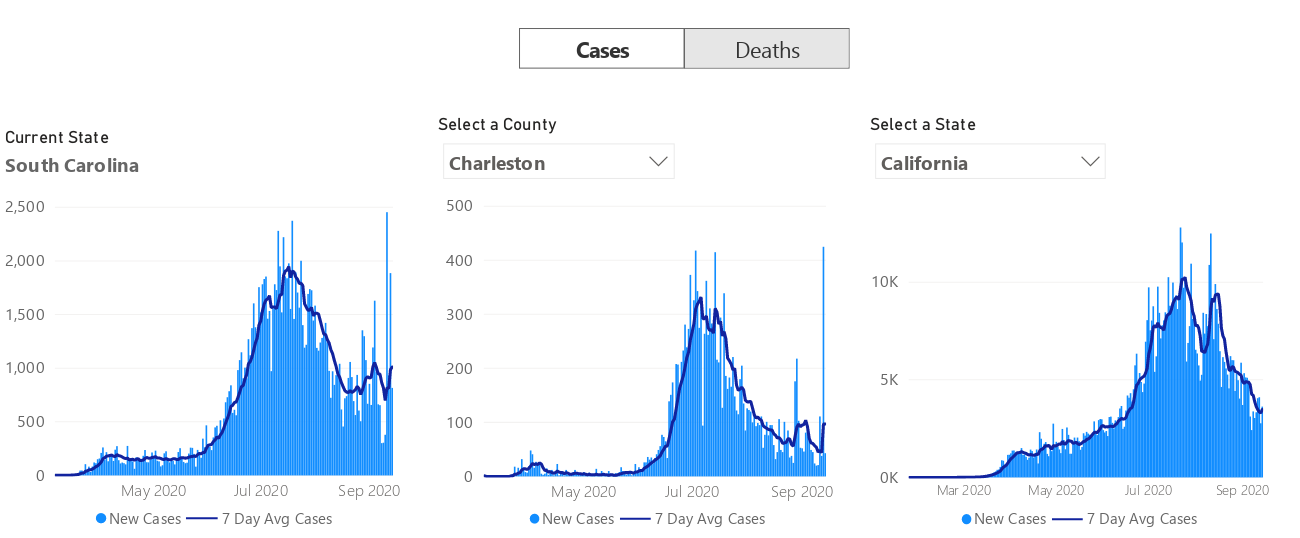 Cases Deaths
Current State
South Carolina
2,500
2,000
1,500
1,000
500
0
May 2020 Jul 2020 Sep 2020
New Cases 7 Day Avg Cases
Select a County
Charleston
500
400
300
200
100
0
May 2020 Jul 2020 Sep 2020
New Cases 7 Day Avg Cases
Select a State
California
10K
5K
0K
Mar 2020 May 2020 Jul 2020 Sep 2020
New Cases 7 Day Avg Cases